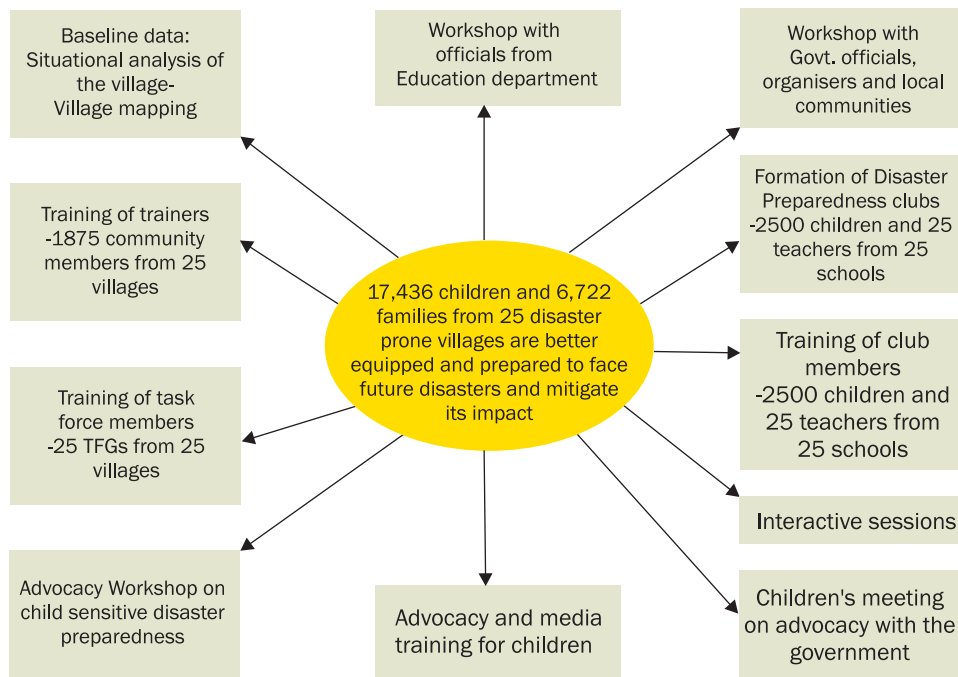 Baseline data:
Situational analysis of
the village-
Village mapping
Workshop with
officials from
Education department
Workshop with
Govt. officials,
organisers and local
communities
Training of trainers
-1875 community
members from 25
villages
Formation of Disaster
Preparedness clubs
-2500 children and 25
teachers from 25
schools
17,436 children and 6,722
families from 25 disaster
prone villages are better
equipped and prepared to face
future disasters and mitigate
its impact
Training of club
members
-2500 children and
25 teachers from
25 schools
Training of task
force members
-25 TFGs from 25
villages
Interactive sessions
Advocacy Workshop on
child sensitive disaster
preparedness
Advocacy and media
training for children
Children's meeting
on advocacy with the
government